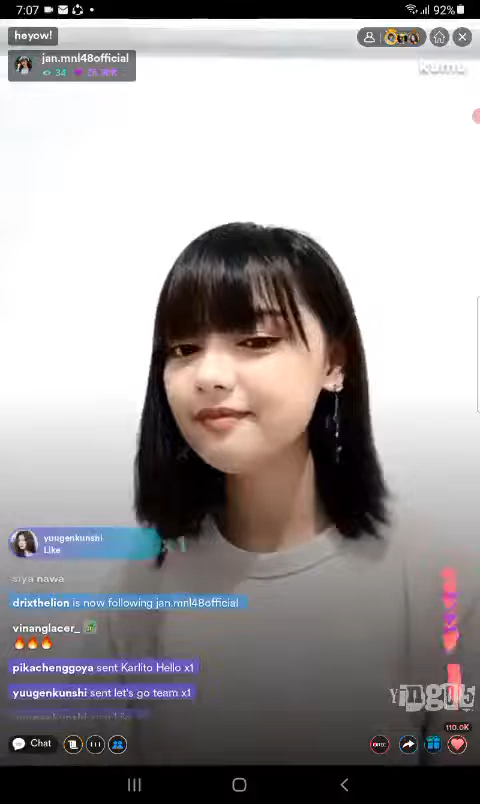 7:07
92%
heyow!
jan.mnl48official
34
kumu
yuugenkunshi
Like
x1
siya nawa
drixthelion is now following jan.mnl48official
vinanglacer_
pikachenggoya sent Karlito Hello x1
yuugenkunshi sent let's go team x1
110.0K
Chat